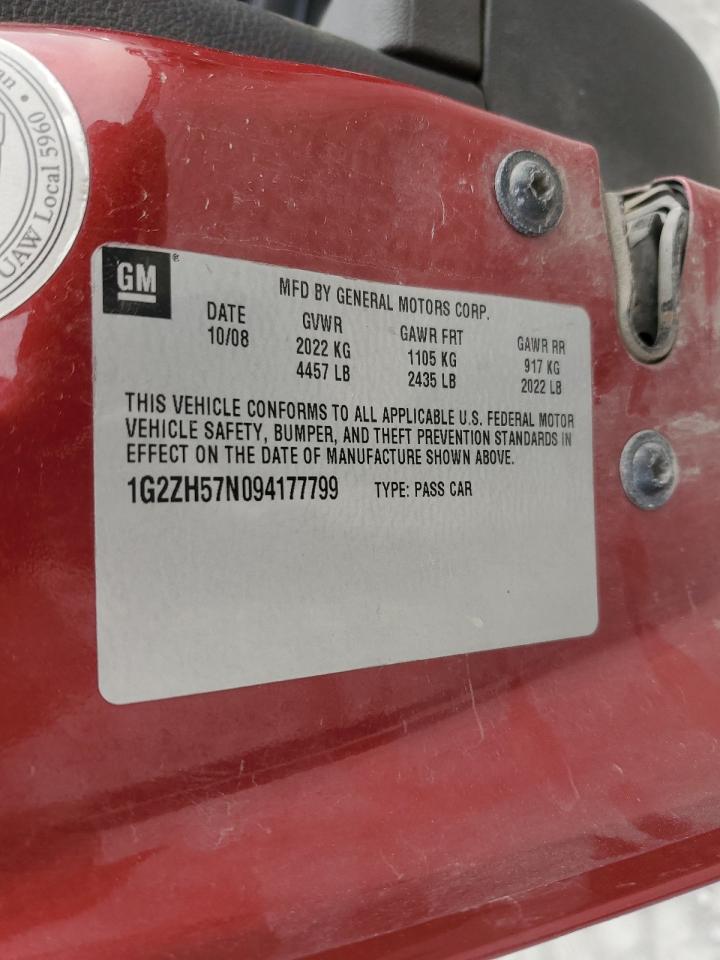 UAW Local 5960
GM
MFD BY GENERAL MOTORS CORP.
DATE GVWR GAWR FRT GAWR RR
10/08 2022 KG 1105 KG 917 KG
4457 LB 2435 LB 2022 LB
THIS VEHICLE CONFORMS TO ALL APPLICABLE U.S. FEDERAL MOTOR
VEHICLE SAFETY, BUMPER, AND THEFT PREVENTION STANDARDS IN
EFFECT ON THE DATE OF MANUFACTURE SHOWN ABOVE.
1G2ZH57N094177799 TYPE: PASS CAR